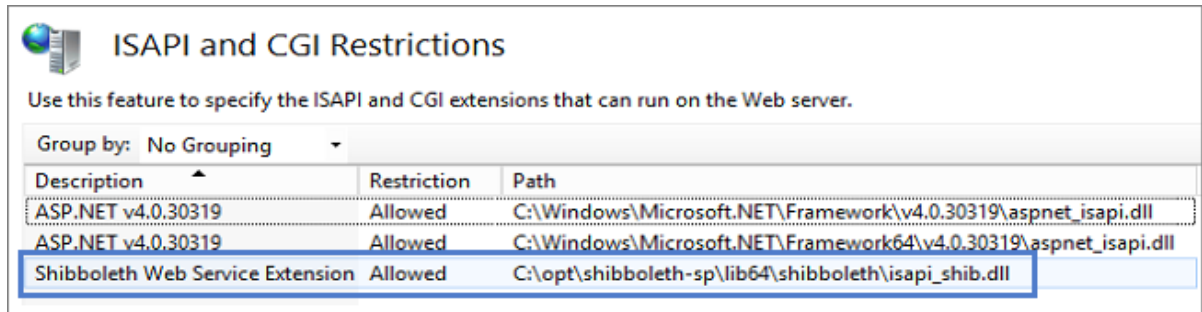 ISAPI and CGI Restrictions
Use this feature to specify the ISAPI and CGI extensions that can run on the Web server.
Group by: No Grouping
Description Restriction Path
ASP.NET v4.0.30319 Allowed C:\Windows\Microsoft.NET\Framework\v4.0.30319\aspnet_isapi.dll
ASP.NET v4.0.30319 Allowed C:\Windows\Microsoft.NET\Framework64\v4.0.30319\aspnet_isapi.dll
Shibboleth Web Service Extension Allowed C:\opt\shibboleth-sp\lib64\shibboleth\isapi_shib.dll